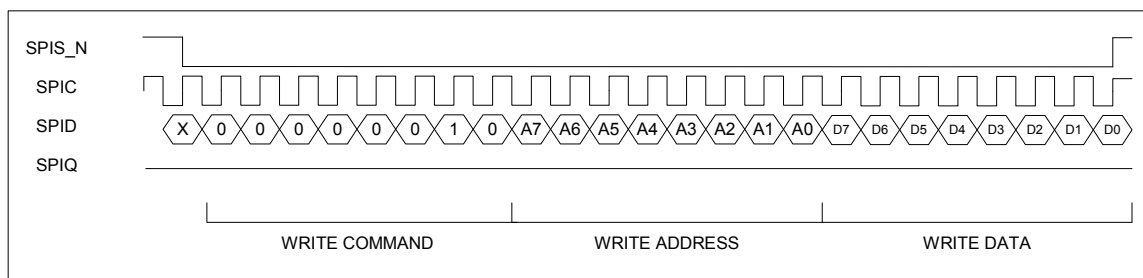 SPIS_N
SPIC
SPID
X 0 0 0 0 0 0 1 0 A7 A6 A5 A4 A3 A2 A1 A0 D7 D6 D5 D4 D3 D2 D1 D0
SPIQ
WRITE COMMAND WRITE ADDRESS WRITE DATA